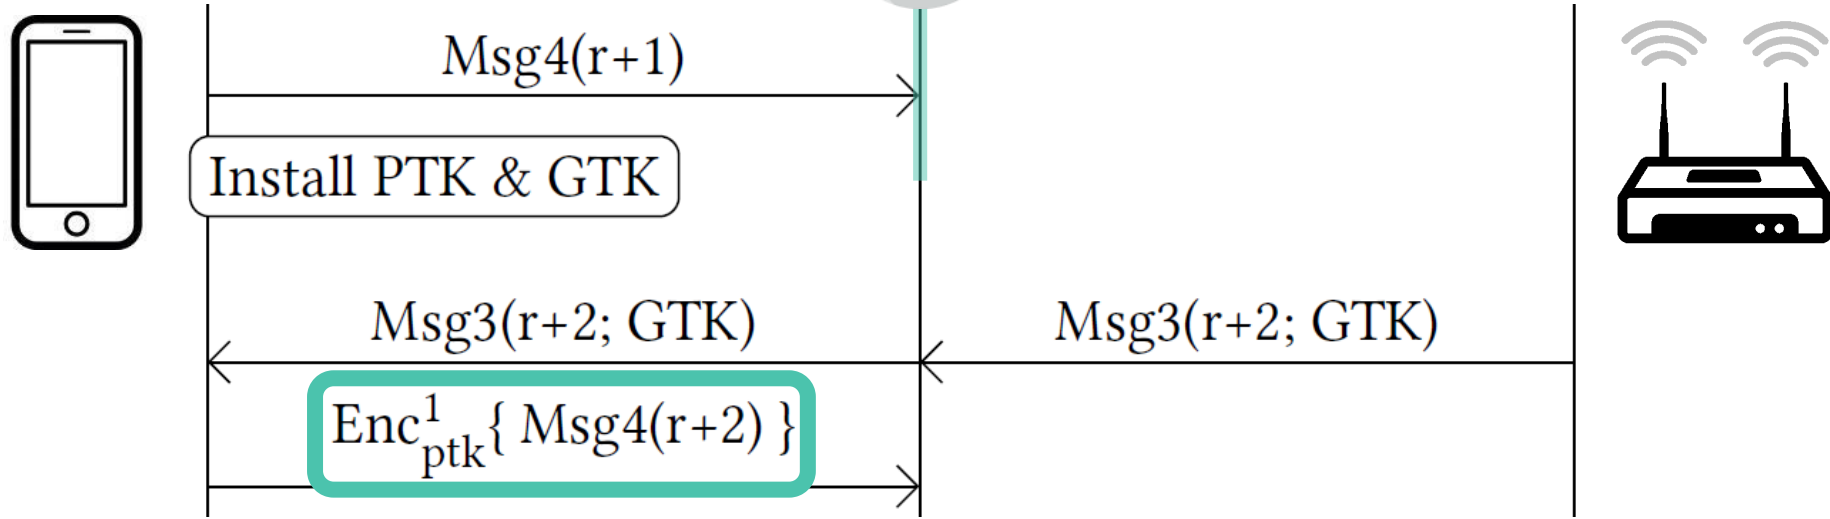 Msg4(r+1)
Install PTK & GTK
Msg3(r+2; GTK) Msg3(r+2; GTK)
Enc¹ptk{ Msg4(r+2) }